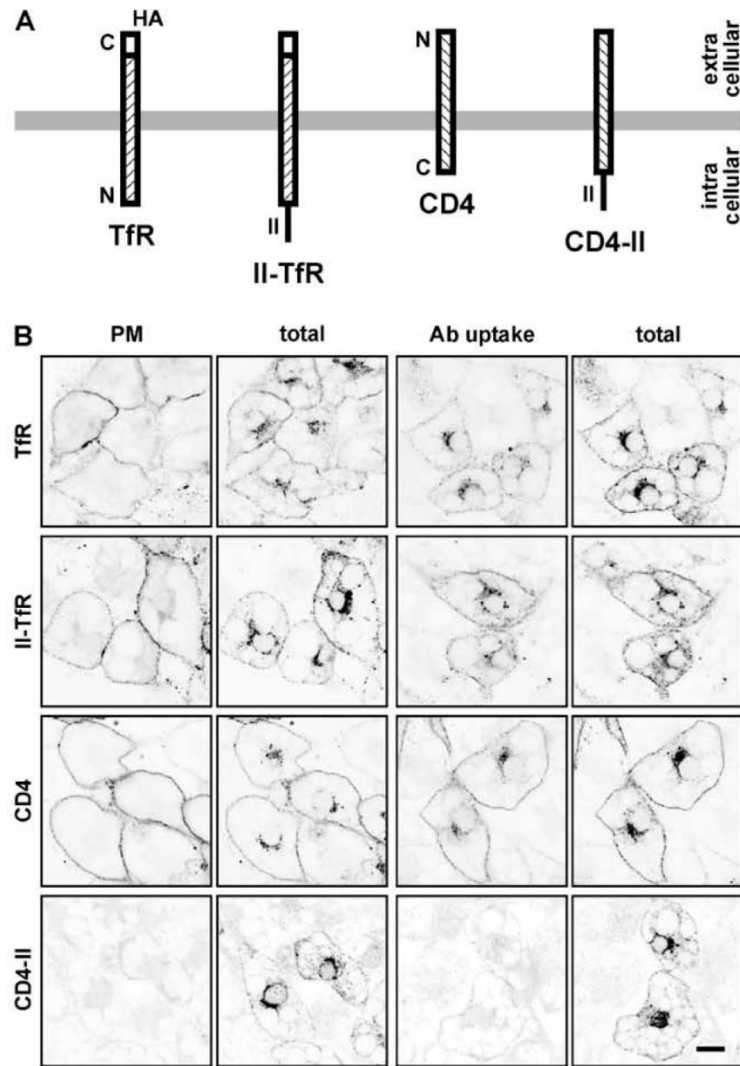 A
HA
C
N
N
C
extra
cellular
intra
cellular
II
II
TfR
II-TfR
CD4
CD4-II
B
PM
total
Ab uptake
total
TfR
II-TfR
CD4
CD4-II